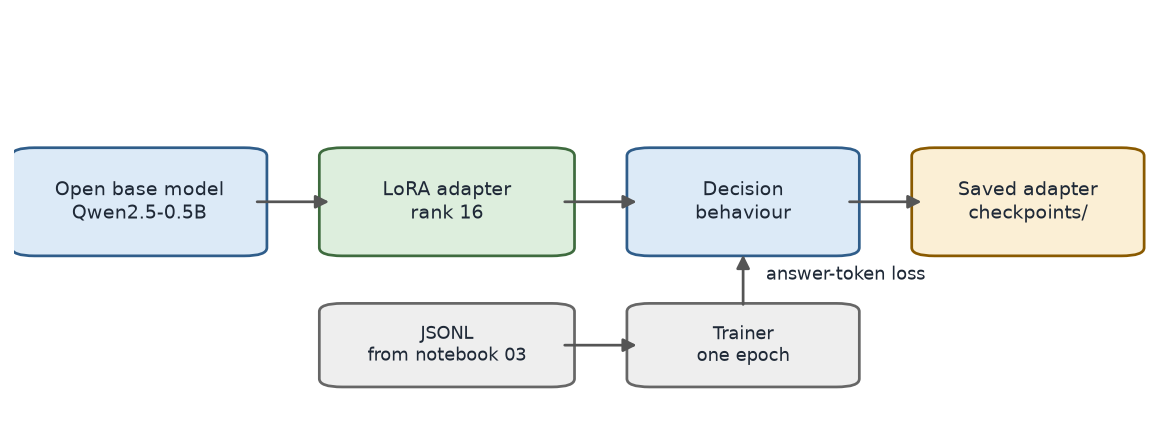 Open base model
Qwen2.5-0.5B
LoRA adapter
rank 16
Decision
behaviour
Saved adapter
checkpoints/
answer-token loss
JSONL
from notebook 03
Trainer
one epoch